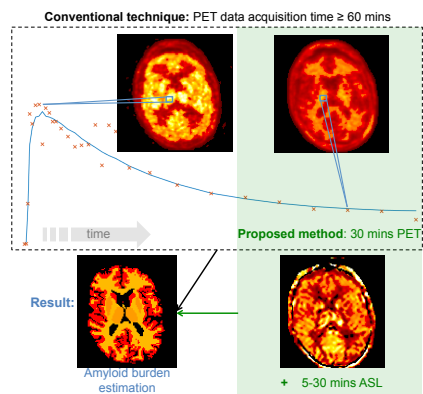 Conventional technique: PET data acquisition time ≥ 60 mins
time
Proposed method: 30 mins PET
Result:
Amyloid burden
estimation
+ 5-30 mins ASL